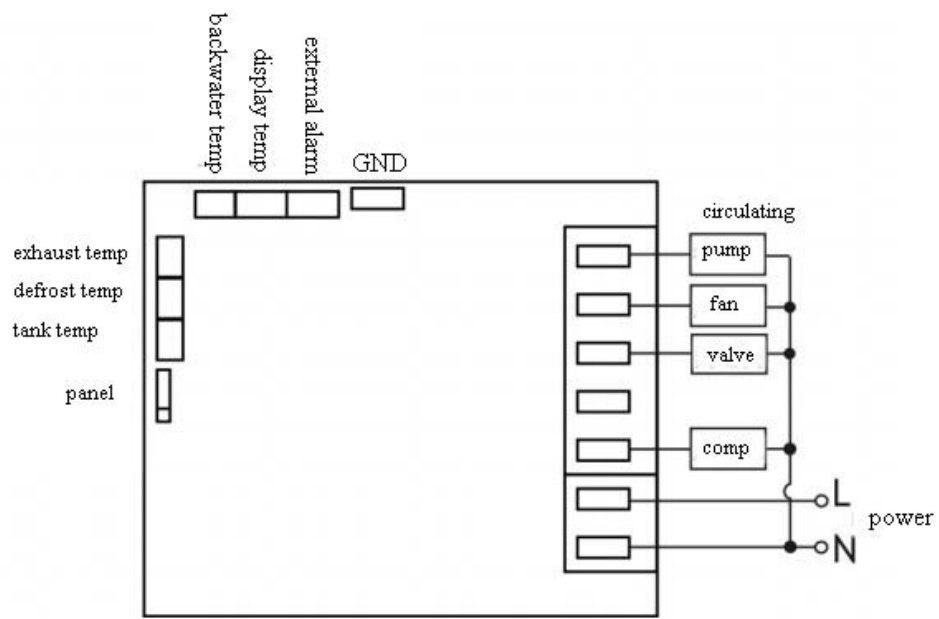 backwater temp
display temp
external alarm
GND
circulating
pump
exhaust temp
defrost temp
fan
tank temp
valve
panel
comp
L
power
N